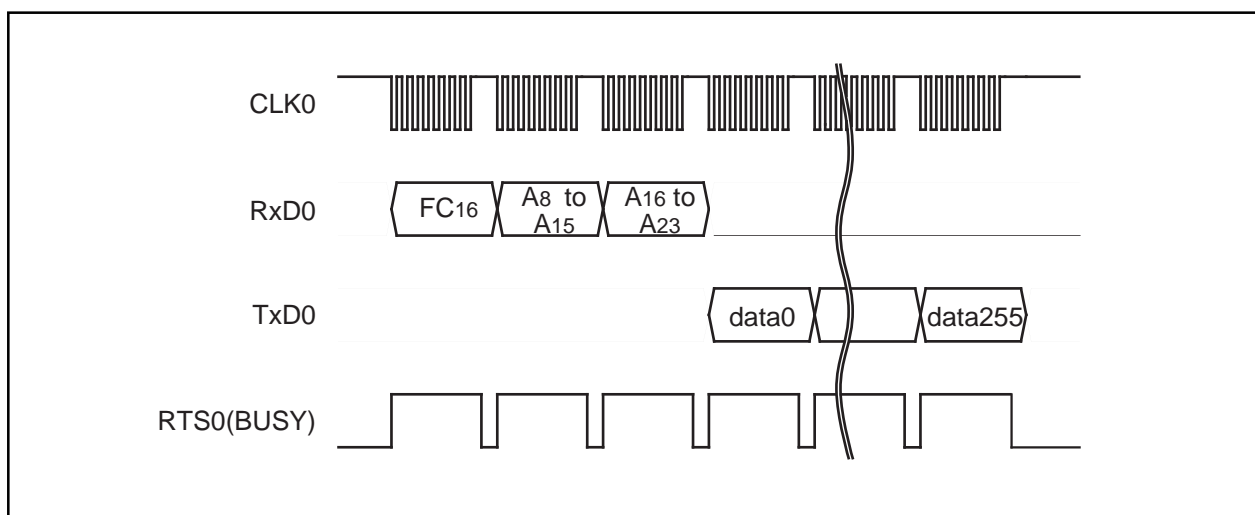 CLK0
RxD0
FC16
A8 to
A15
A16 to
A23
TxD0
data0
data255
RTS0(BUSY)